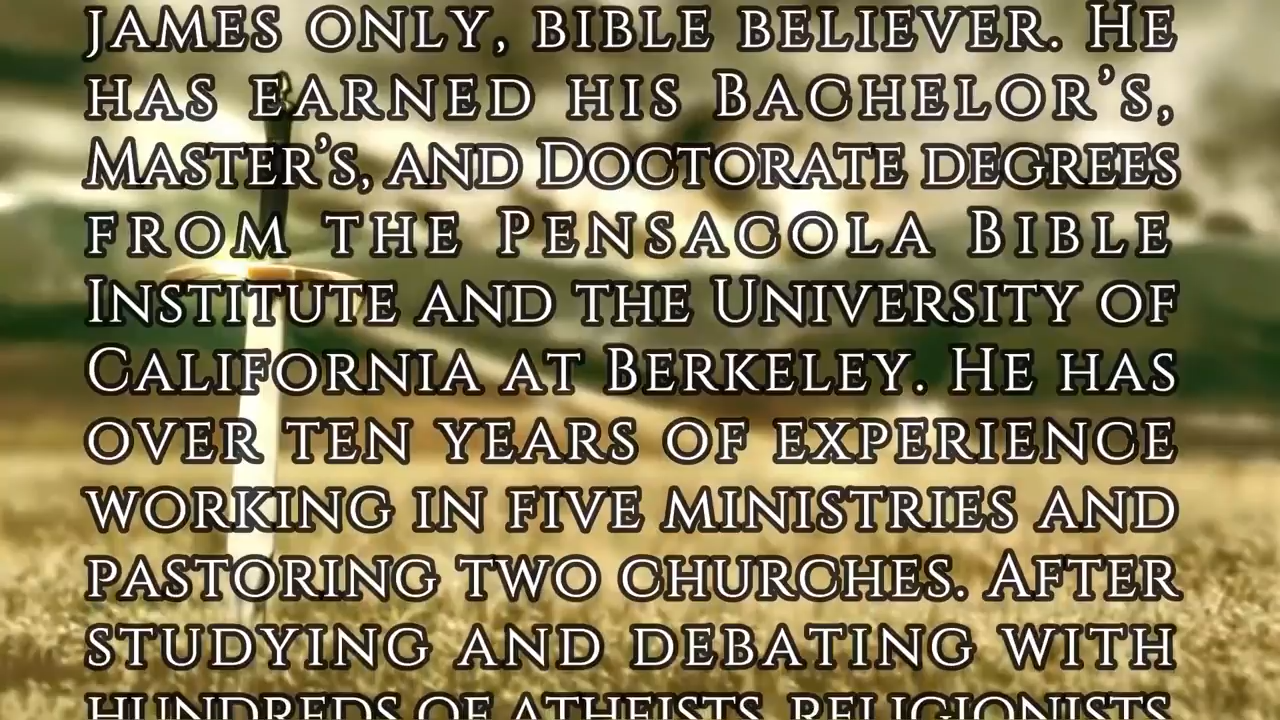 James Only, Bible Believer. He
has earned his Bachelor's,
Master's, and Doctorate degrees
from the Pensacola Bible
Institute and the University of
California at Berkeley. He has
over ten years of experience
working in five ministries and
pastoring two churches. After
studying and debating with
hundreds of atheists, religionists,